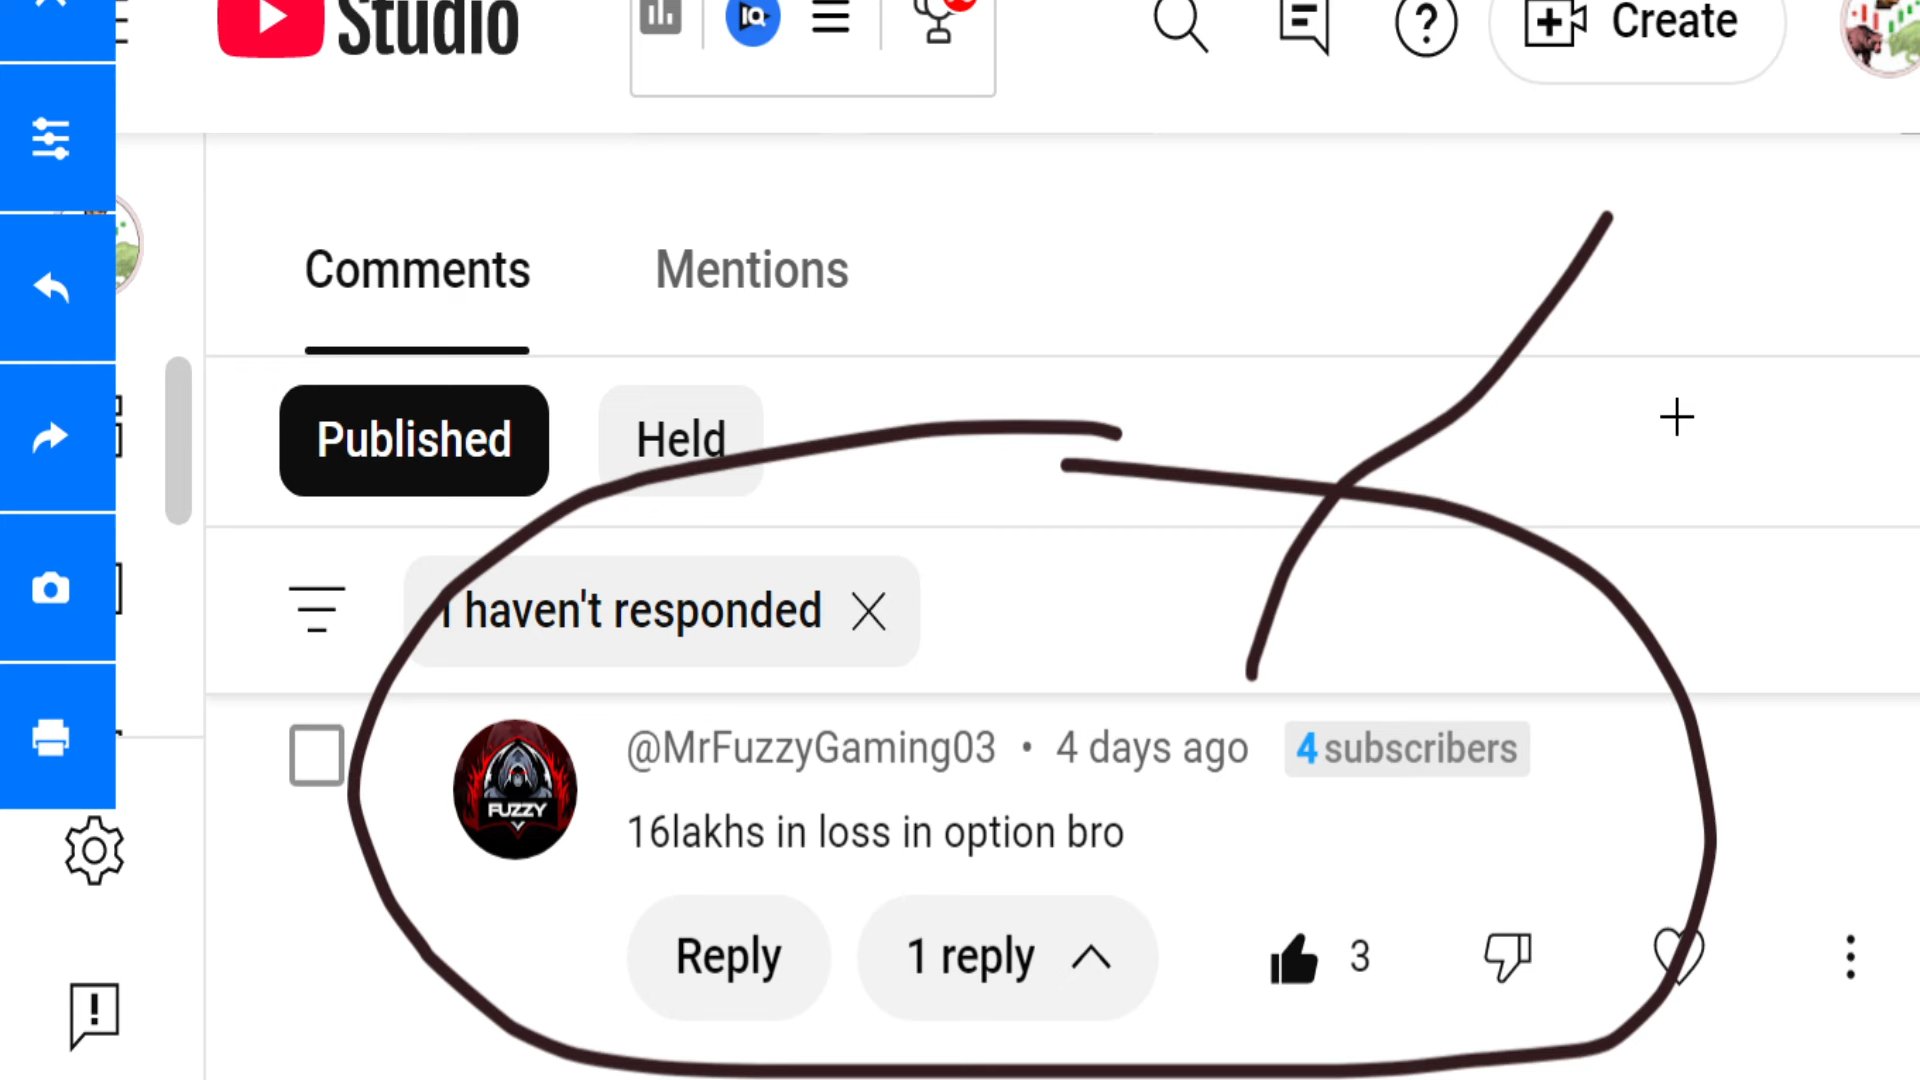 Studio
Create
Comments
Mentions
Published
Held
I haven't responded
@MrFuzzyGaming03 • 4 days ago
4 subscribers
FUZZY
16lakhs in loss in option bro
Reply
1 reply
3